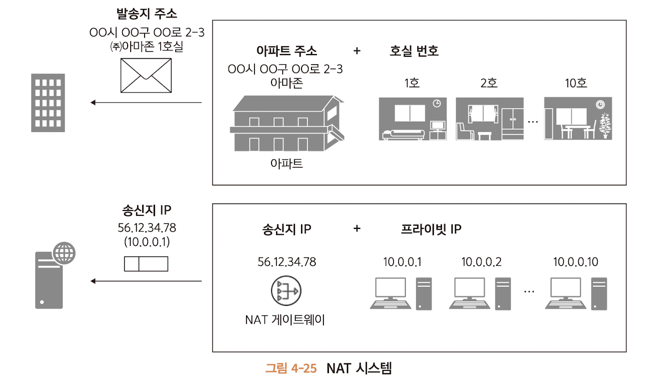 발송지 주소
OO시 OO구 OO로 2-3
㈜아마존 1호실
아파트 주소 + 호실 번호
OO시 OO구 OO로 2-3
아마존
1호 2호 10호
...
아파트
송신지 IP
56.12.34.78
(10.0.0.1)
송신지 IP + 프라이빗 IP
56.12.34.78 10.0.0.1 10.0.0.2 10.0.0.10
...
NAT 게이트웨이
그림 4-25 NAT 시스템